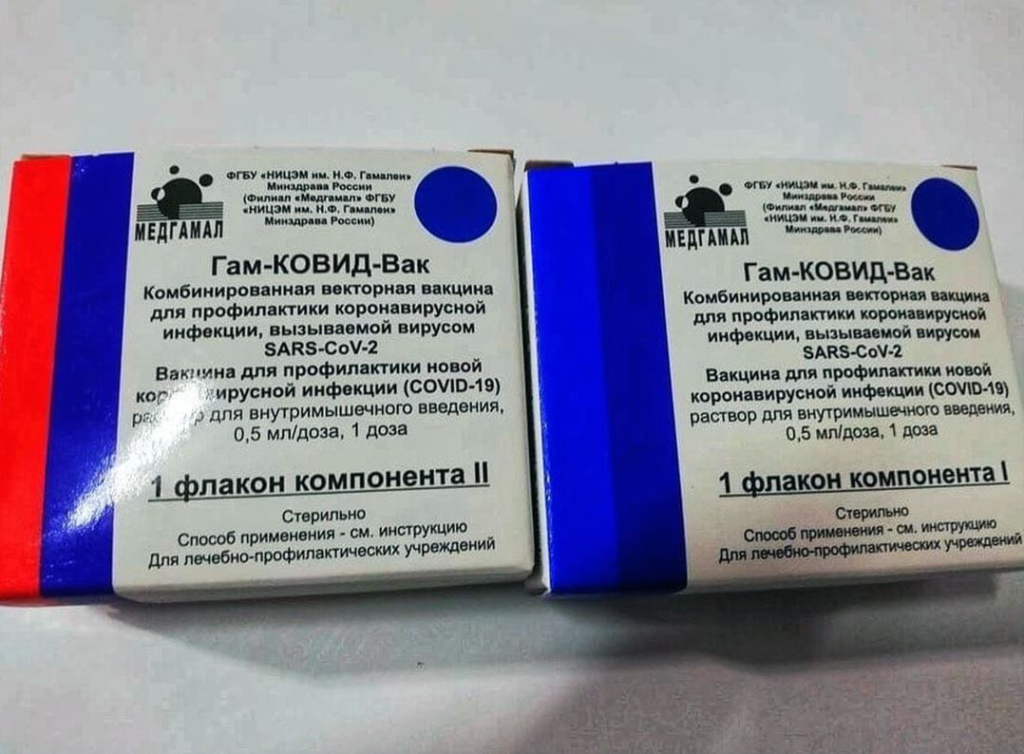 МЕДГАМАЛ
ФГБУ «НИЦЭМ им. Н.Ф. Гамалеи»
Минздрава России
(Филиал «Медгамал» ФГБУ
«НИЦЭМ им. Н.Ф. Гамалеи»
Минздрава России)
Гам-КОВИД-Вак
Комбинированная векторная вакцина
для профилактики коронавирусной
инфекции, вызываемой вирусом
SARS-CoV-2
Вакцина для профилактики новой
коронавирусной инфекции (COVID-19)
раствор для внутримышечного введения,
0,5 мл/доза, 1 доза
1 флакон компонента II
Стерильно
Способ применения - см. инструкцию
Для лечебно-профилактических учреждений
МЕДГАМАЛ
ФГБУ «НИЦЭМ им. Н.Ф. Гамалеи»
Минздрава России
(Филиал «Медгамал» ФГБУ
«НИЦЭМ им. Н.Ф. Гамалеи»
Минздрава России)
Гам-КОВИД-Вак
Комбинированная векторная вакцина
для профилактики коронавирусной
инфекции, вызываемой вирусом
SARS-CoV-2
Вакцина для профилактики новой
коронавирусной инфекции (COVID-19)
раствор для внутримышечного введения,
0,5 мл/доза, 1 доза
1 флакон компонента I
Стерильно
Способ применения - см. инструкцию
Для лечебно-профилактических учреждений